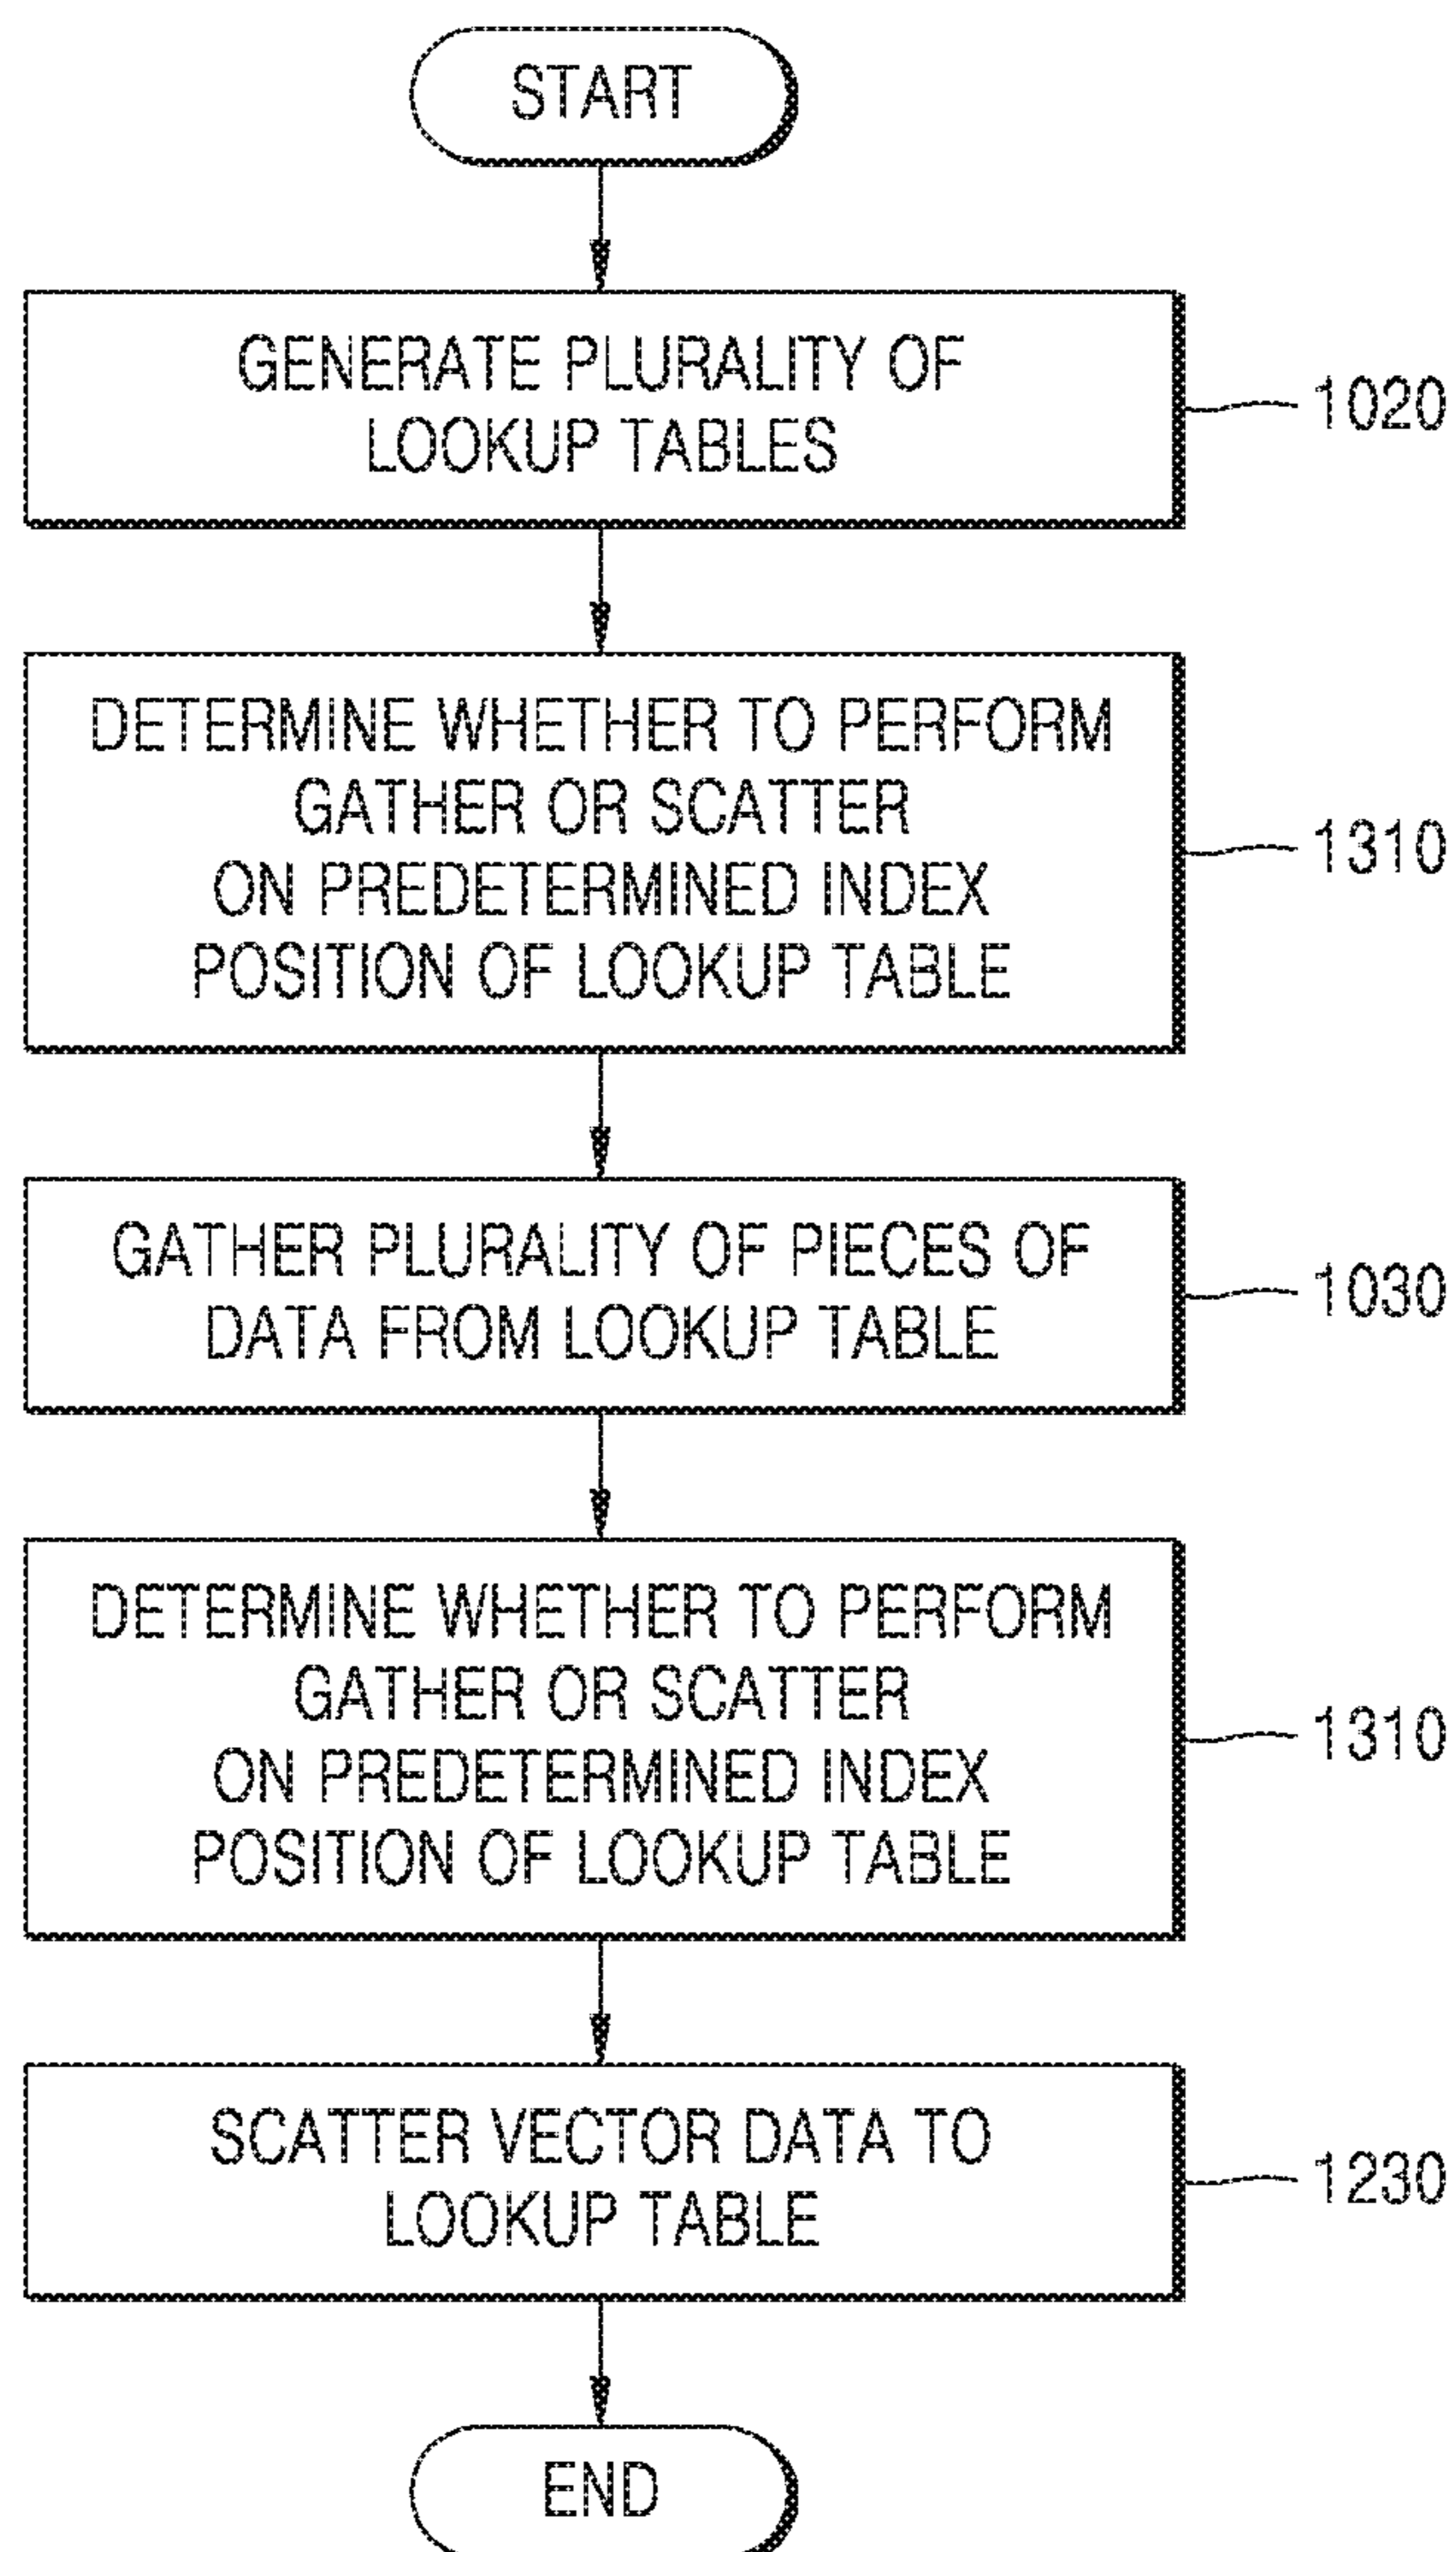 START
GENERATE PLURALITY OF
LOOKUP TABLES
1020
DETERMINE WHETHER TO PERFORM
GATHER OR SCATTER
ON PREDETERMINED INDEX
POSITION OF LOOKUP TABLE
1310
GATHER PLURALITY OF PIECES OF
DATA FROM LOOKUP TABLE
1030
DETERMINE WHETHER TO PERFORM
GATHER OR SCATTER
ON PREDETERMINED INDEX
POSITION OF LOOKUP TABLE
1310
SCATTER VECTOR DATA TO
LOOKUP TABLE
1230
END